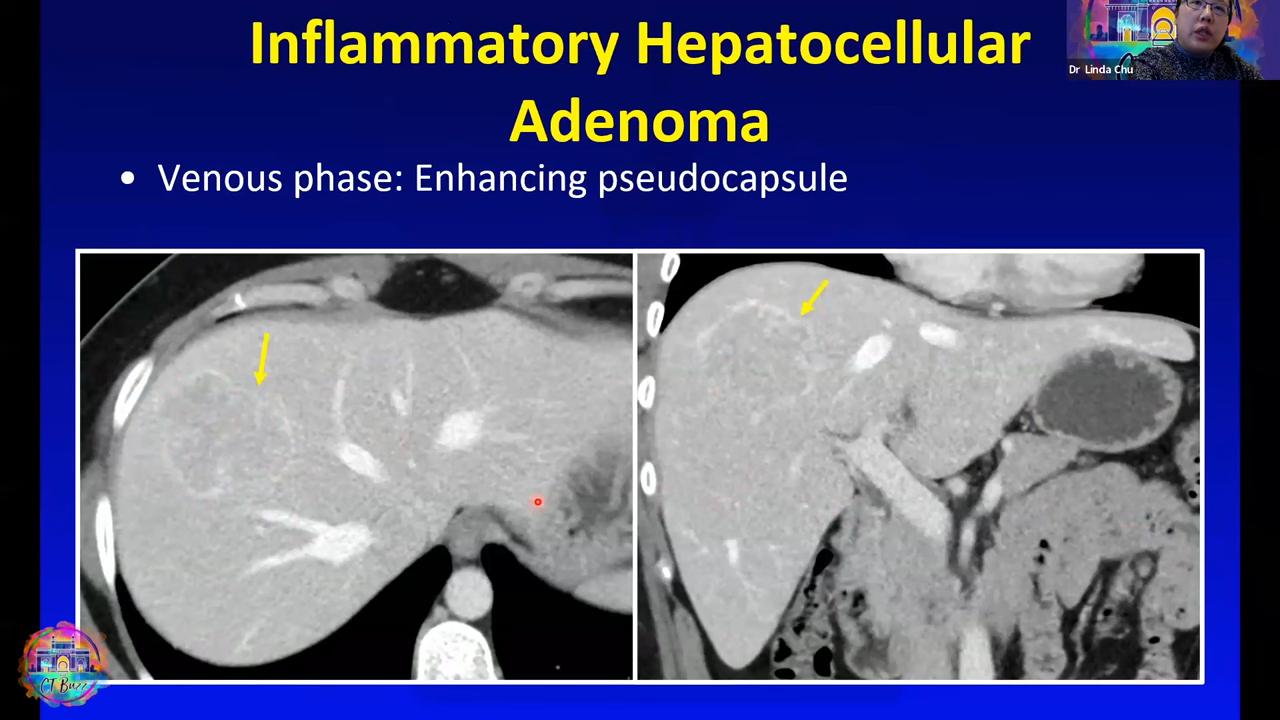 Inflammatory Hepatocellular
Adenoma
Dr Linda Chu
• Venous phase: Enhancing pseudocapsule
CT Buzz